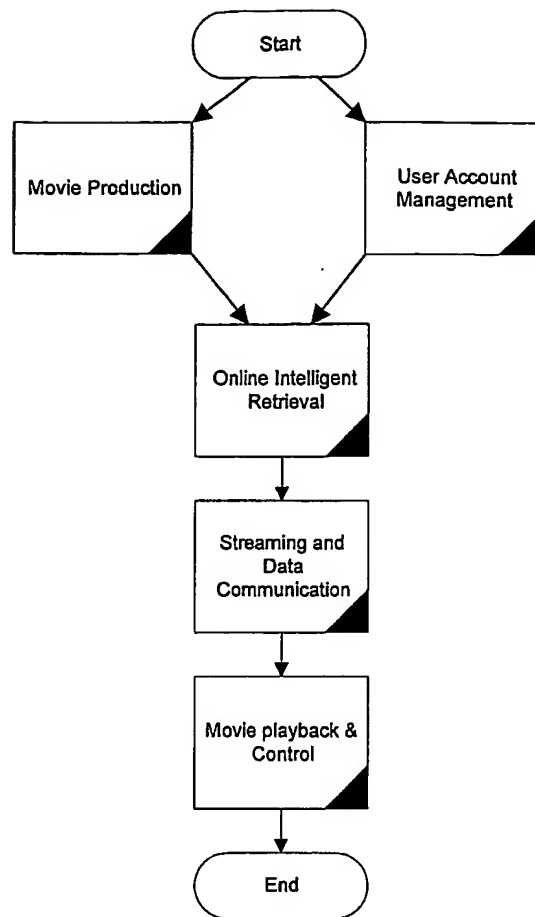 Start
Movie Production
User Account
Management
Online Intelligent
Retrieval
Streaming and
Data
Communication
Movie playback &
Control
End